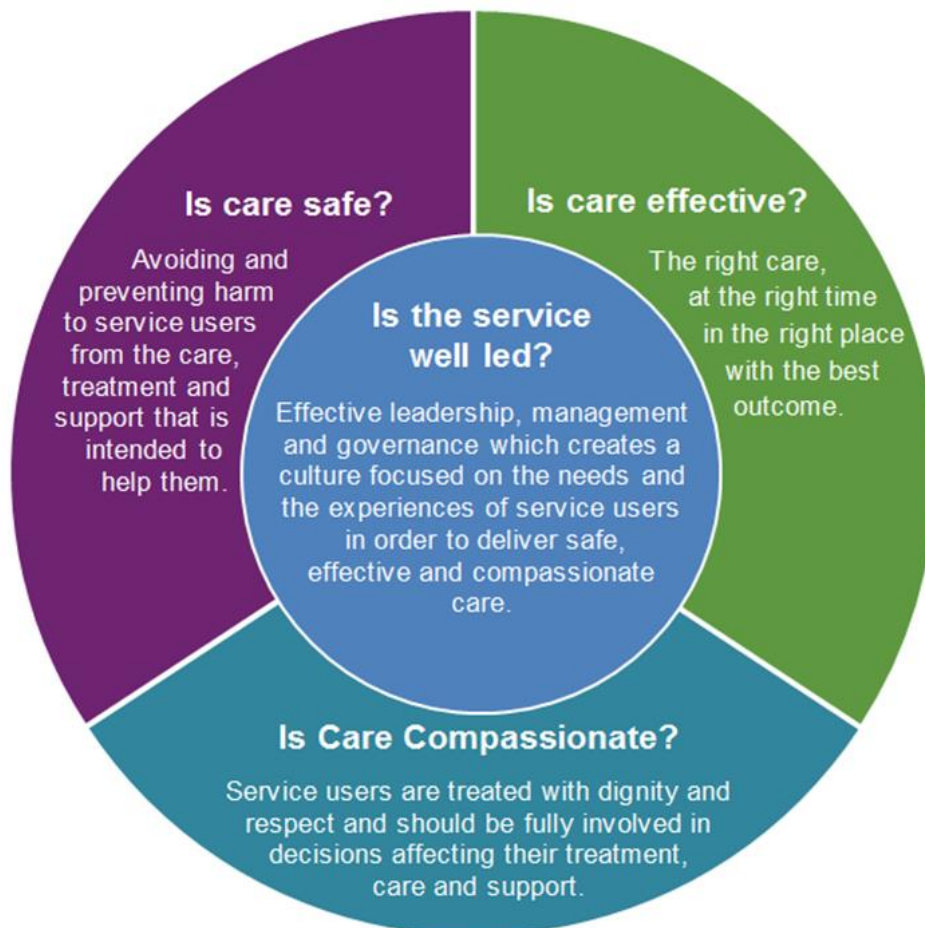 Is care safe?
Avoiding and
preventing harm
to service users
from the care,
treatment and
support that is
intended to
help them.
Is care effective?
The right care,
at the right time
in the right place
with the best
outcome.
Is the service
well led?
Effective leadership, management
and governance which creates a
culture focused on the needs and
the experiences of service users
in order to deliver safe,
effective and compassionate
care.
Is Care Compassionate?
Service users are treated with dignity and
respect and should be fully involved in
decisions affecting their treatment,
care and support.